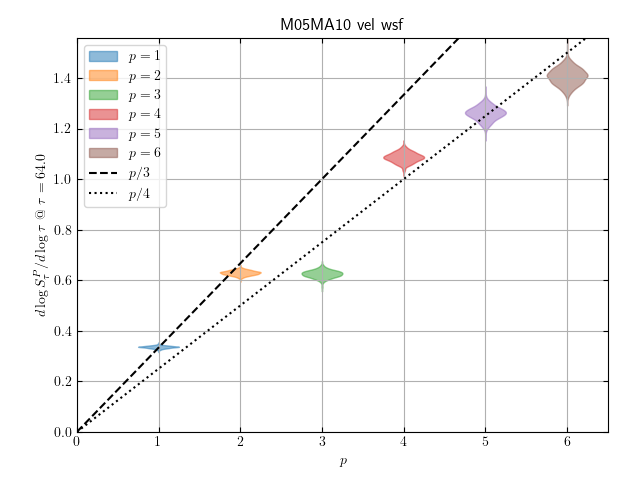 M05MA10 vel wsf
p = 1
p = 2
p = 3
p = 4
p = 5
p = 6
p/3
p/4
d log S_τ^P / d log τ @ τ = 64.0
1.4
1.2
1.0
0.8
0.6
0.4
0.2
0.0
0 1 2 3 4 5 6
p